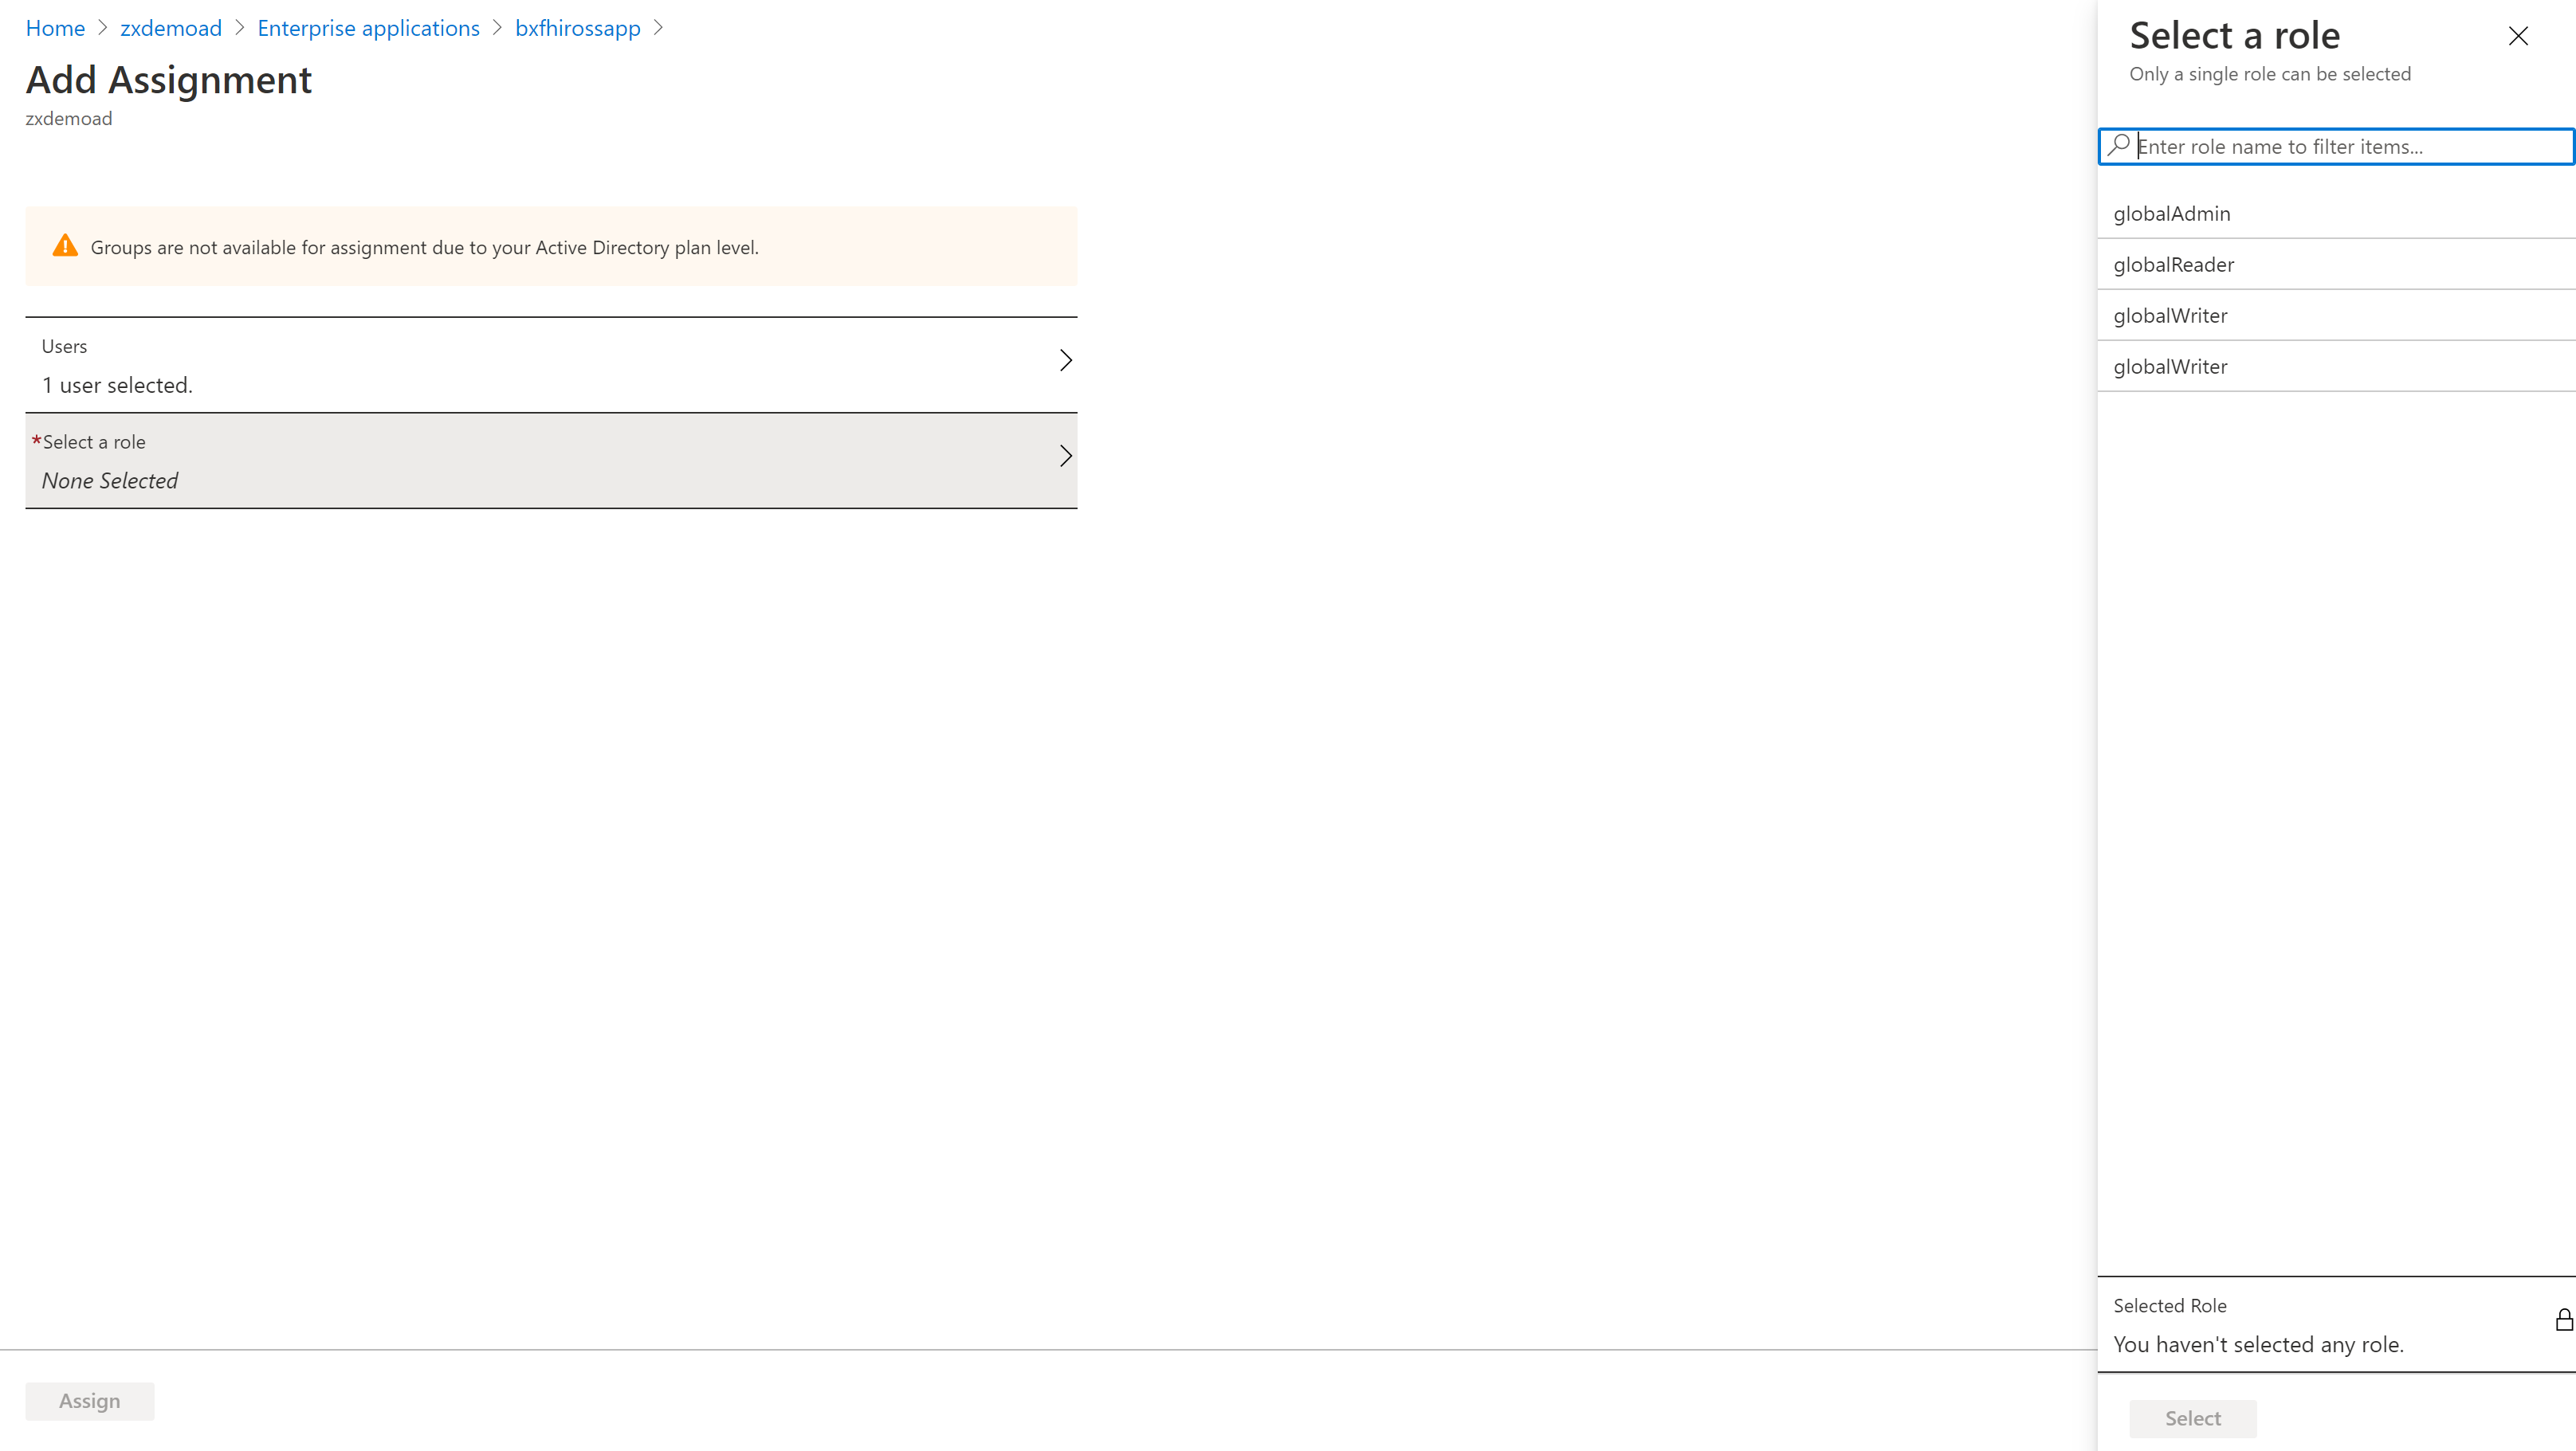 Home > zxdemoad > Enterprise applications > bxfhirossapp >
Add Assignment
zxdemoad
Groups are not available for assignment due to your Active Directory plan level.
Users
1 user selected.
*Select a role
None Selected
Assign
Select a role
Only a single role can be selected
Enter role name to filter items...
globalAdmin
globalReader
globalWriter
globalWriter
Selected Role
You haven't selected any role.
Select